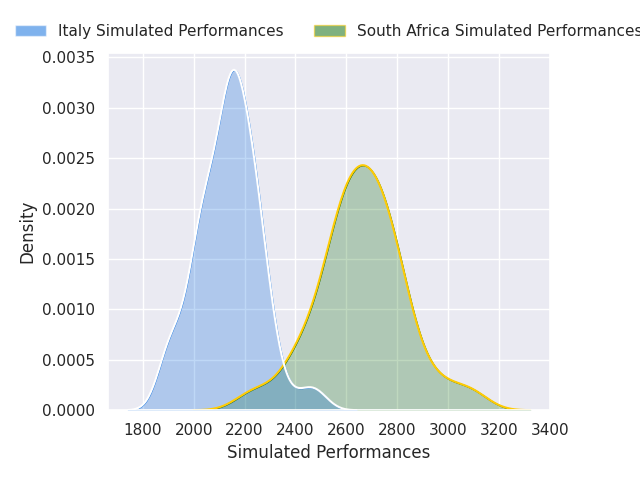 Italy Simulated Performances South Africa Simulated Performances
0.0035
0.0030
0.0025
0.0020
0.0015
0.0010
0.0005
0.0000
Density
1800 2000 2200 2400 2600 2800 3000 3200 3400
Simulated Performances